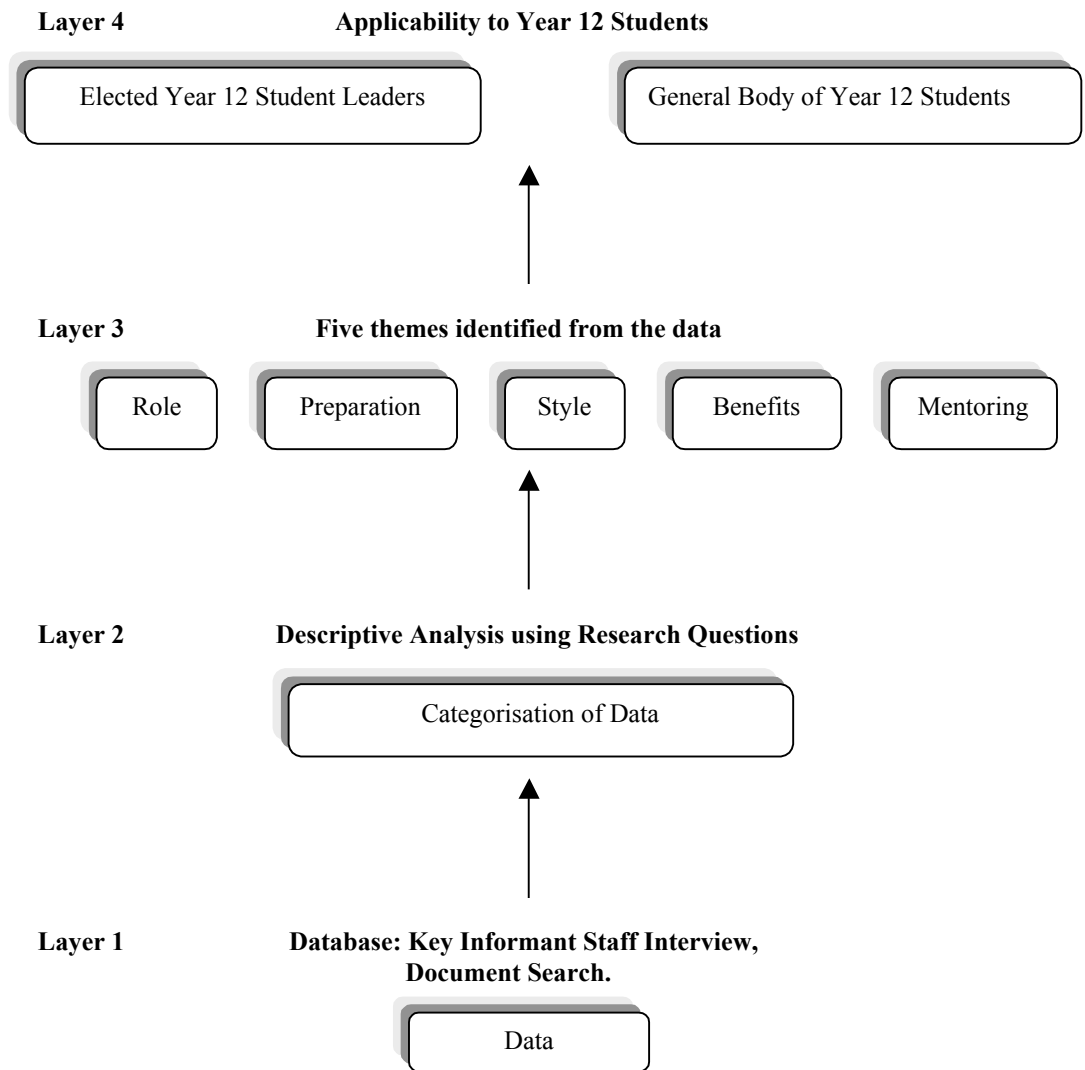 Layer 4 Applicability to Year 12 Students
Elected Year 12 Student Leaders General Body of Year 12 Students
Layer 3 Five themes identified from the data
Role Preparation Style Benefits Mentoring
Layer 2 Descriptive Analysis using Research Questions
Categorisation of Data
Layer 1 Database: Key Informant Staff Interview,
Document Search.
Data